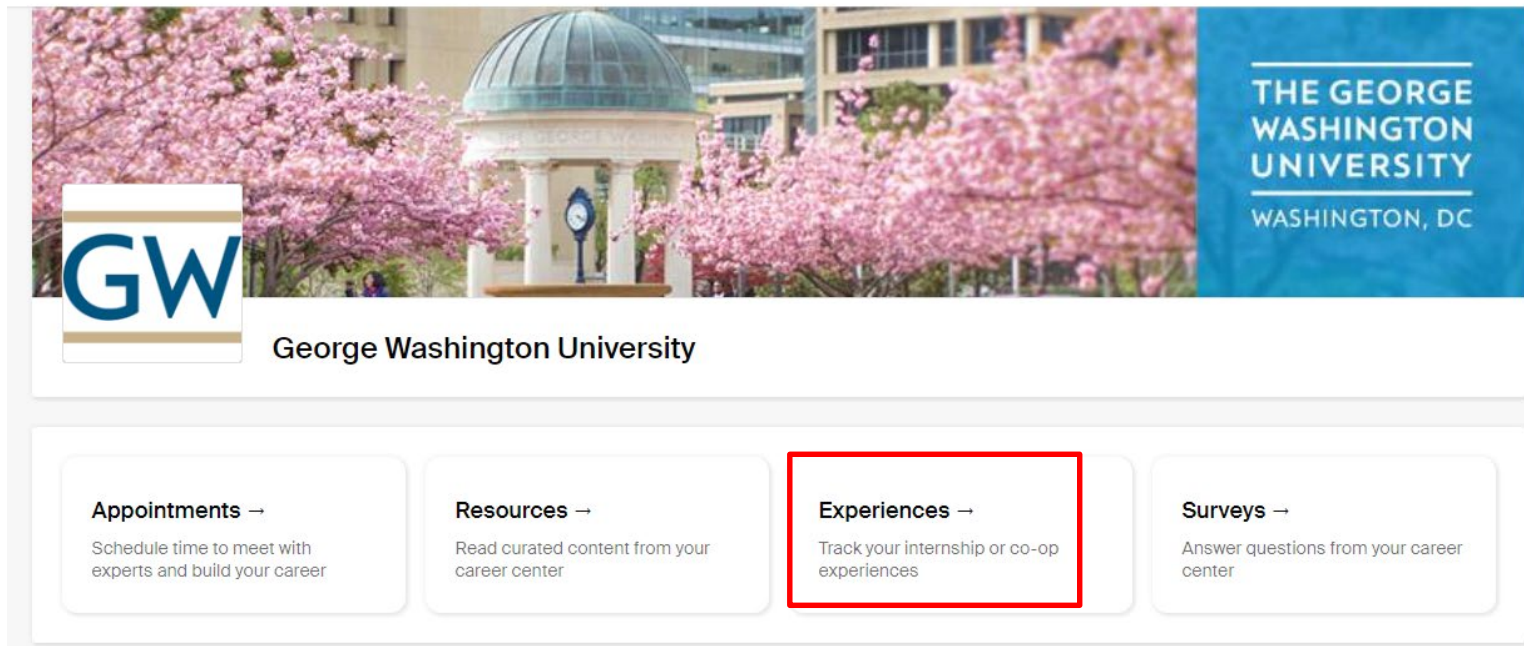 THE GEORGE
WASHINGTON
UNIVERSITY
WASHINGTON, DC
GW
George Washington University
Appointments →
Schedule time to meet with
experts and build your career
Resources →
Read curated content from your
career center
Experiences →
Track your internship or co-op
experiences
Surveys →
Answer questions from your career
center